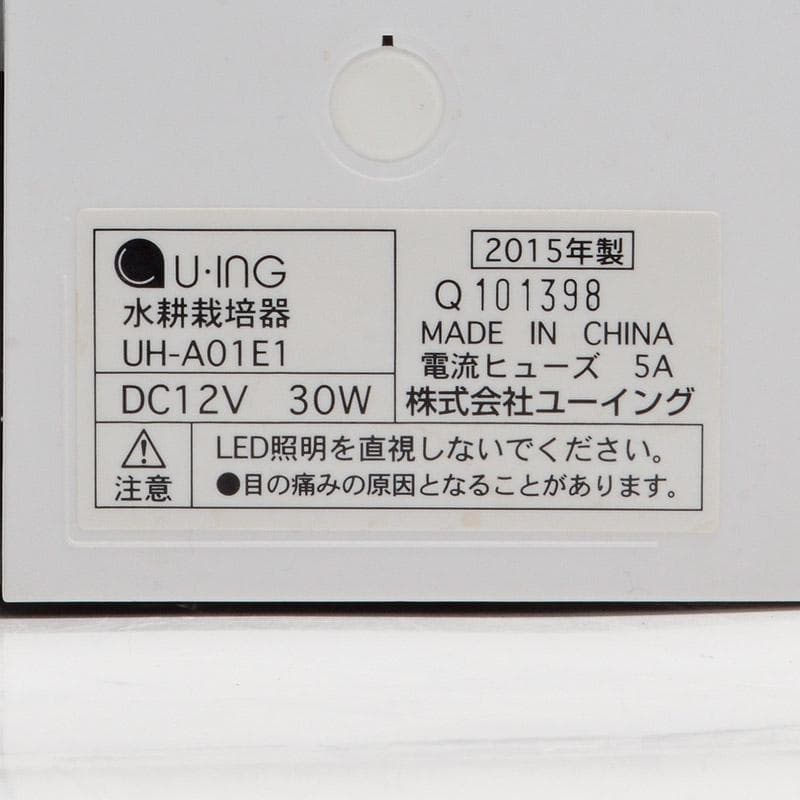 U·ING
水耕栽培器
UH-A01E1
DC12V 30W
2015年製
Q101398
MADE IN CHINA
電流ヒューズ 5A
株式会社ユーイング
注意
LED照明を直視しないでください。
●目の痛みの原因となることがあります。